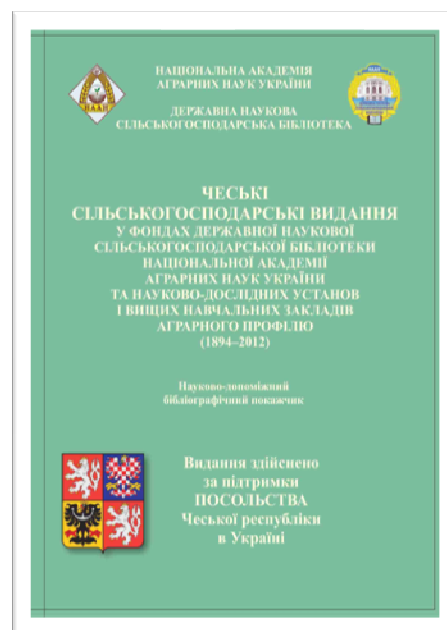 НАЦІОНАЛЬНА АКАДЕМІЯ
АГРАРНИХ НАУК УКРАЇНИ
ДЕРЖАВНА НАУКОВА
СІЛЬСЬКОГОСПОДАРСЬКА БІБЛІОТЕКА
НААН
ЧЕСЬКІ
СІЛЬСЬКОГОСПОДАРСЬКІ ВИДАННЯ
У ФОНДАХ ДЕРЖАВНОЇ НАУКОВОЇ
СІЛЬСЬКОГОСПОДАРСЬКОЇ БІБЛІОТЕКИ
НАЦІОНАЛЬНОЇ АКАДЕМІЇ
АГРАРНИХ НАУК УКРАЇНИ
ТА НАУКОВО-ДОСЛІДНИХ УСТАНОВ
І ВИЩИХ НАВЧАЛЬНИХ ЗАКЛАДІВ
АГРАРНОГО ПРОФІЛЮ
(1894–2012)
Науково-допоміжний
бібліографічний покажчик
Видання здійснено
за підтримки
ПОСОЛЬСТВА
Чеської республіки
в Україні